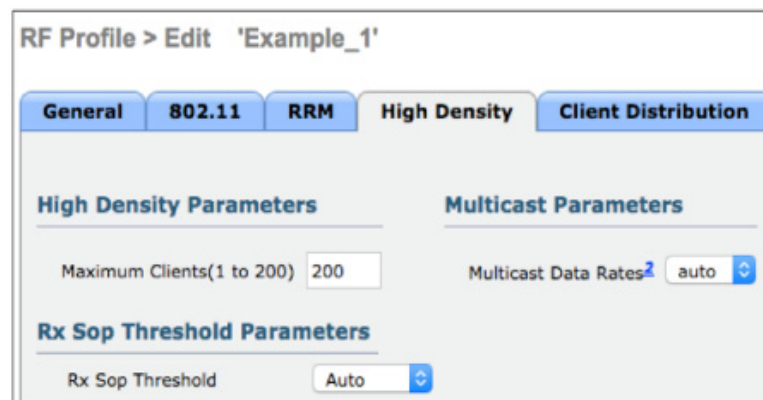 RF Profile > Edit 'Example_1'
General 802.11 RRM High Density Client Distribution
High Density Parameters
Maximum Clients(1 to 200) 200
Multicast Parameters
Multicast Data Rates2 auto
Rx Sop Threshold Parameters
Rx Sop Threshold Auto